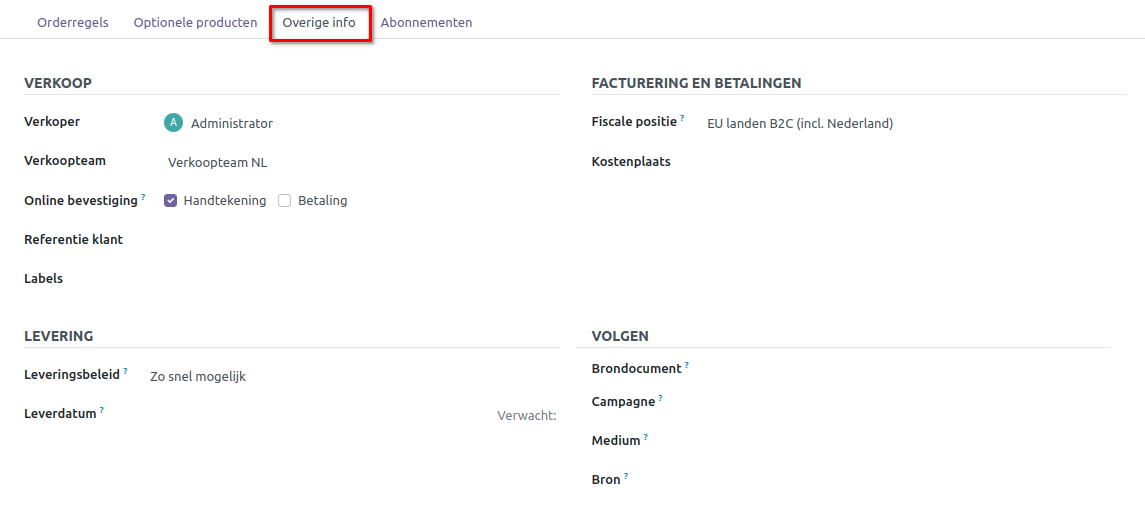 Orderregels Optionele producten Overige info Abonnementen
VERKOOP
Verkoper A Administrator
Verkoopteam Verkoopteam NL
Online bevestiging ? Handtekening Betaling
Referentie klant
Labels
FACTURERING EN BETALINGEN
Fiscale positie ? EU landen B2C (incl. Nederland)
Kostenplaats
LEVERING
Leveringsbeleid ? Zo snel mogelijk
Leverdatum ? Verwacht:
VOLGEN
Brondocument ?
Campagne ?
Medium ?
Bron ?